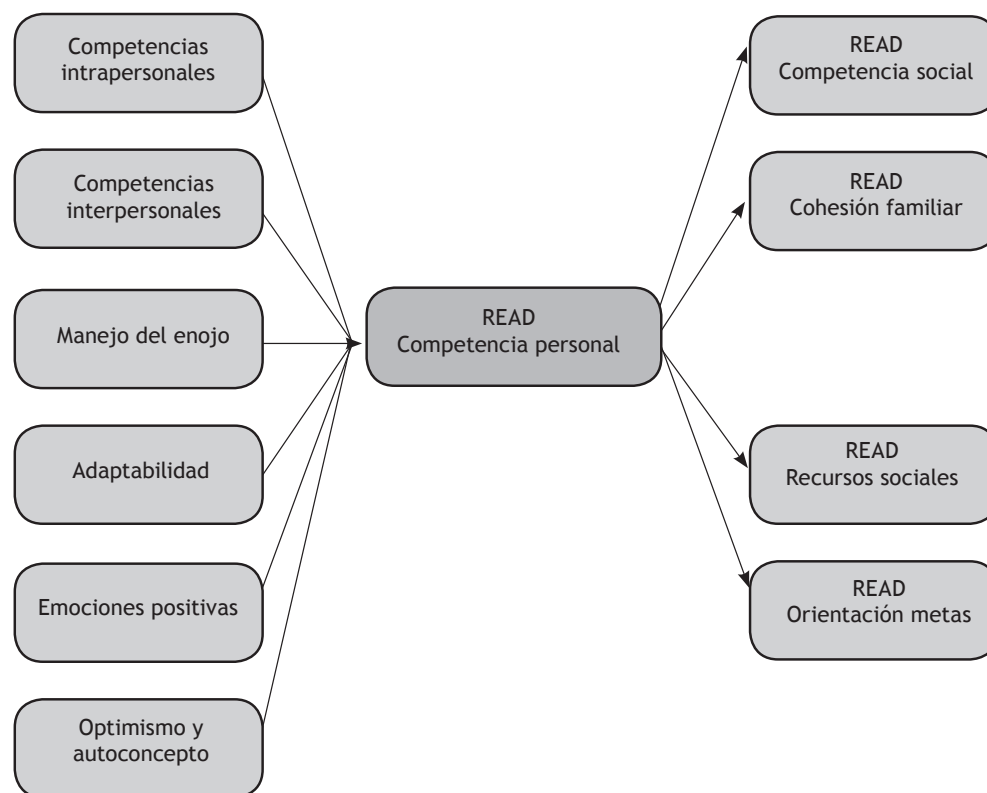 Competencias
intrapersonales
Competencias
interpersonales
Manejo del enojo
Adaptabilidad
Emociones positivas
Optimismo y
autoconcepto
READ
Competencia personal
READ
Competencia social
READ
Cohesión familiar
READ
Recursos sociales
READ
Orientación metas